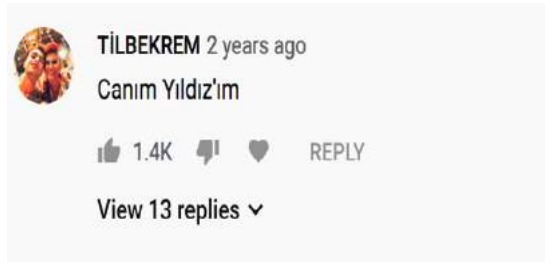 TİLBEKREM 2 years ago
Canım Yıldız'ım
1.4K REPLY
View 13 replies